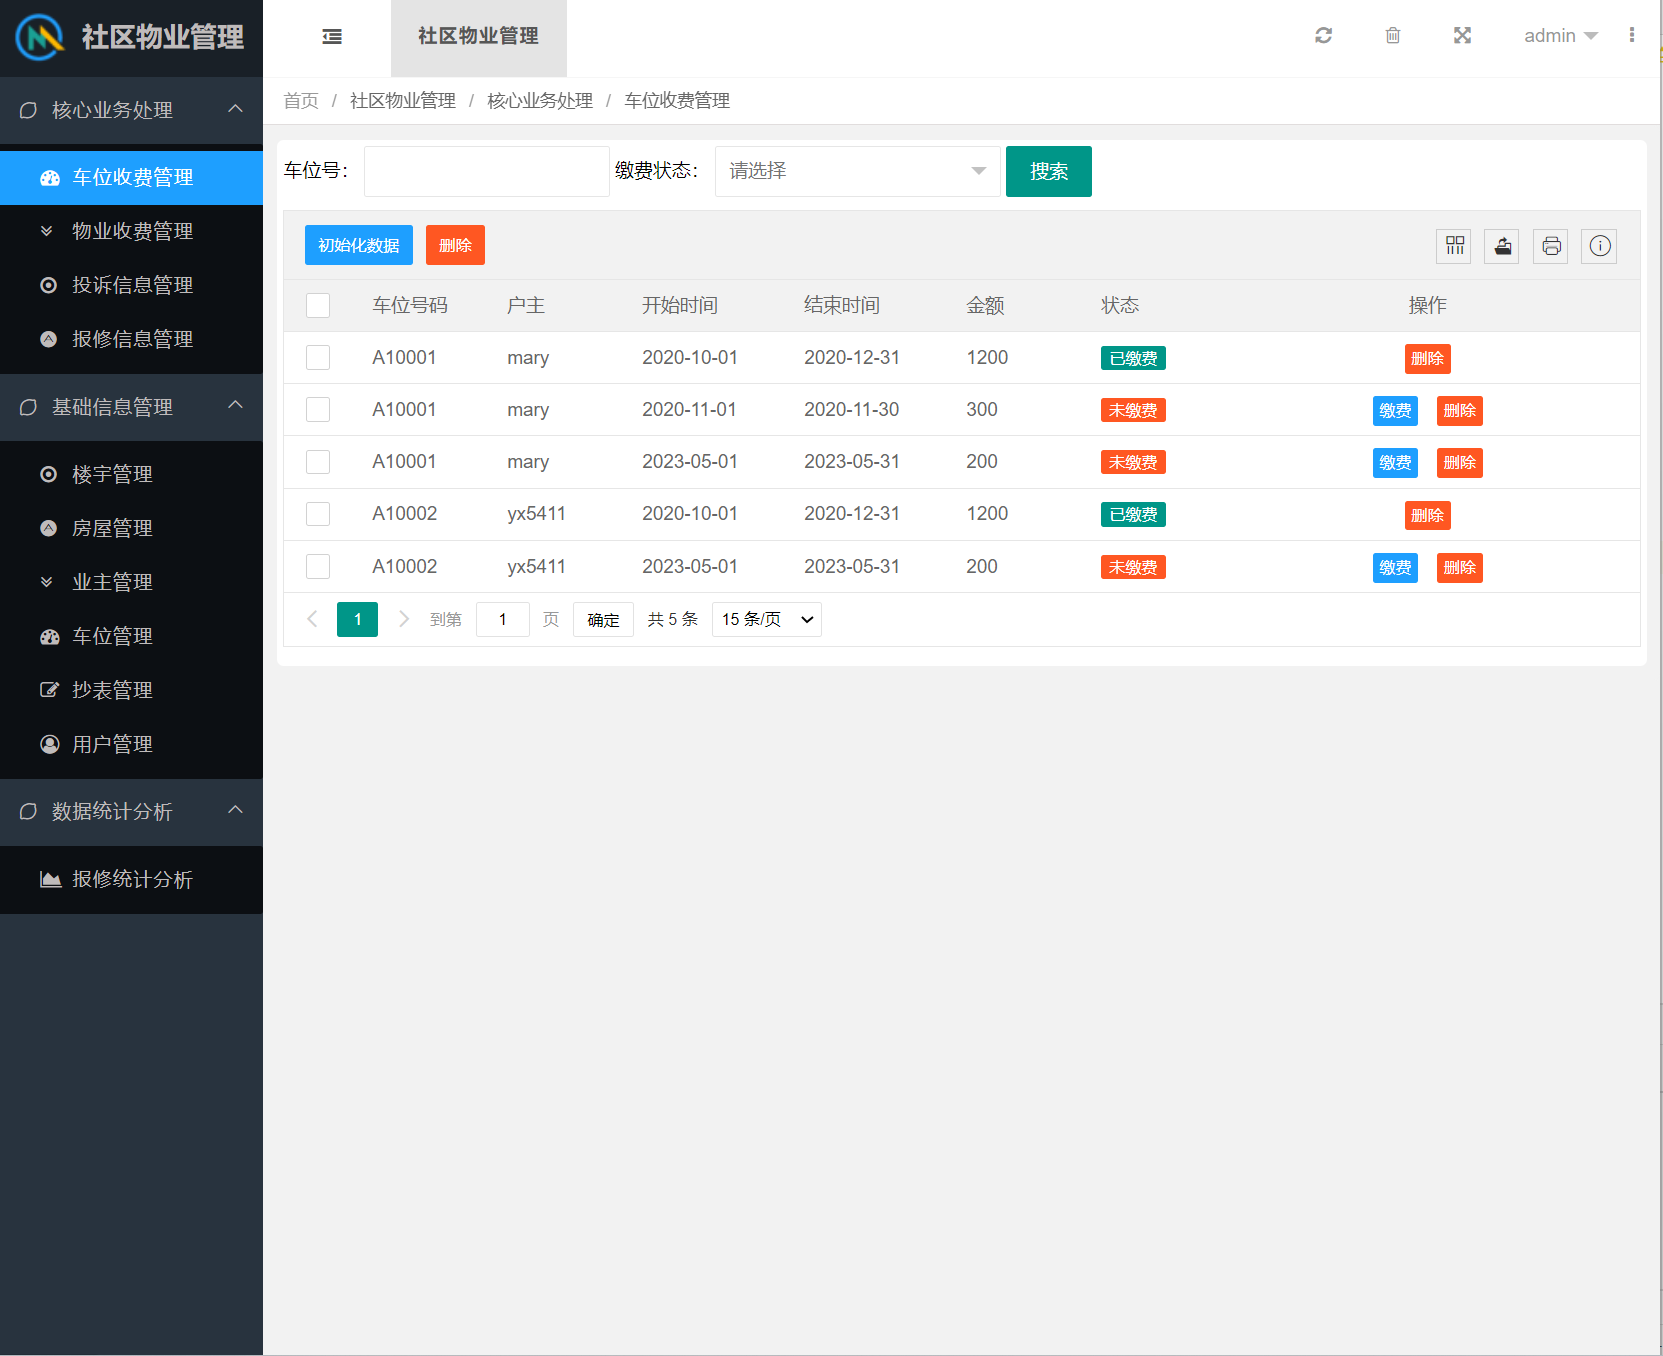 社区物业管理
社区物业管理
admin
首页 / 社区物业管理 / 核心业务处理 / 车位收费管理
核心业务处理
车位收费管理
物业收费管理
投诉信息管理
报修信息管理
基础信息管理
楼宇管理
房屋管理
业主管理
车位管理
抄表管理
用户管理
数据统计分析
报修统计分析
车位号： 缴费状态： 请选择 搜索
初始化数据 删除
车位号码 户主 开始时间 结束时间 金额 状态 操作
A10001 mary 2020-10-01 2020-12-31 1200 已缴费 删除
A10001 mary 2020-11-01 2020-11-30 300 未缴费 缴费 删除
A10001 mary 2023-05-01 2023-05-31 200 未缴费 缴费 删除
A10002 yx5411 2020-10-01 2020-12-31 1200 已缴费 删除
A10002 yx5411 2023-05-01 2023-05-31 200 未缴费 缴费 删除
1 到第 1 页 确定 共 5 条 15 条/页